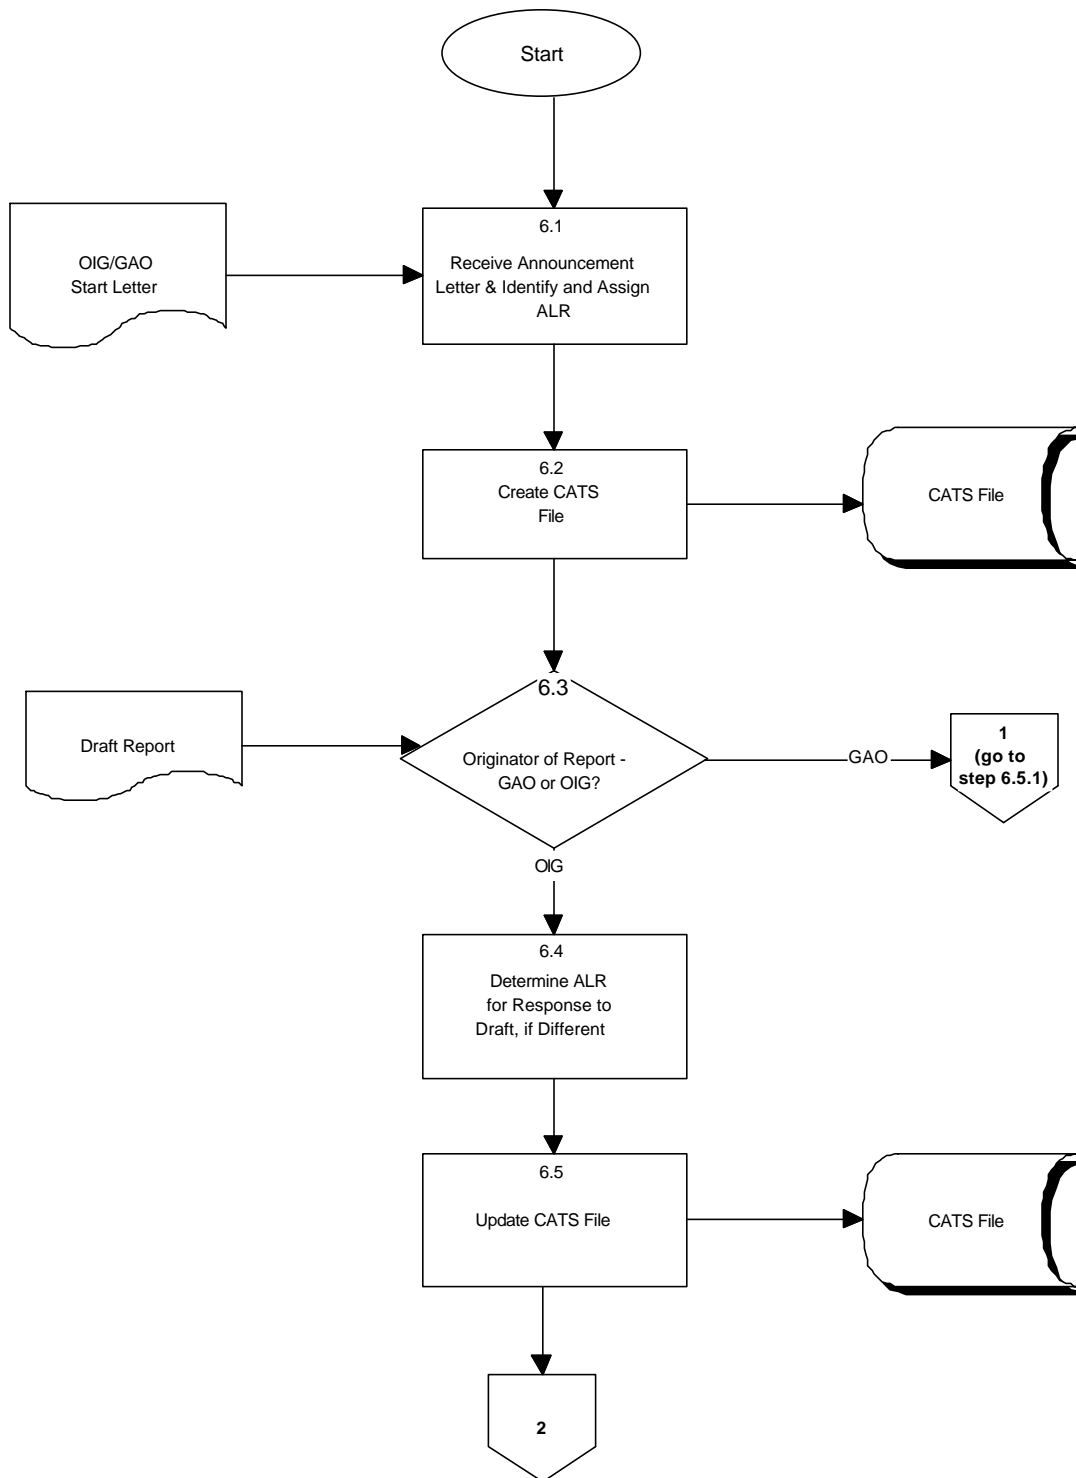 Start
6.1
OIG/GAO
Start Letter
Receive Announcement
Letter & Identify and Assign
ALR
6.2
Create CATS
File
CATS File
6.3
Draft Report
Originator of Report -
GAO or OIG?
GAO
1
(go to
step 6.5.1)
OIG
6.4
Determine ALR
for Response to
Draft, if Different
6.5
Update CATS File
CATS File
2